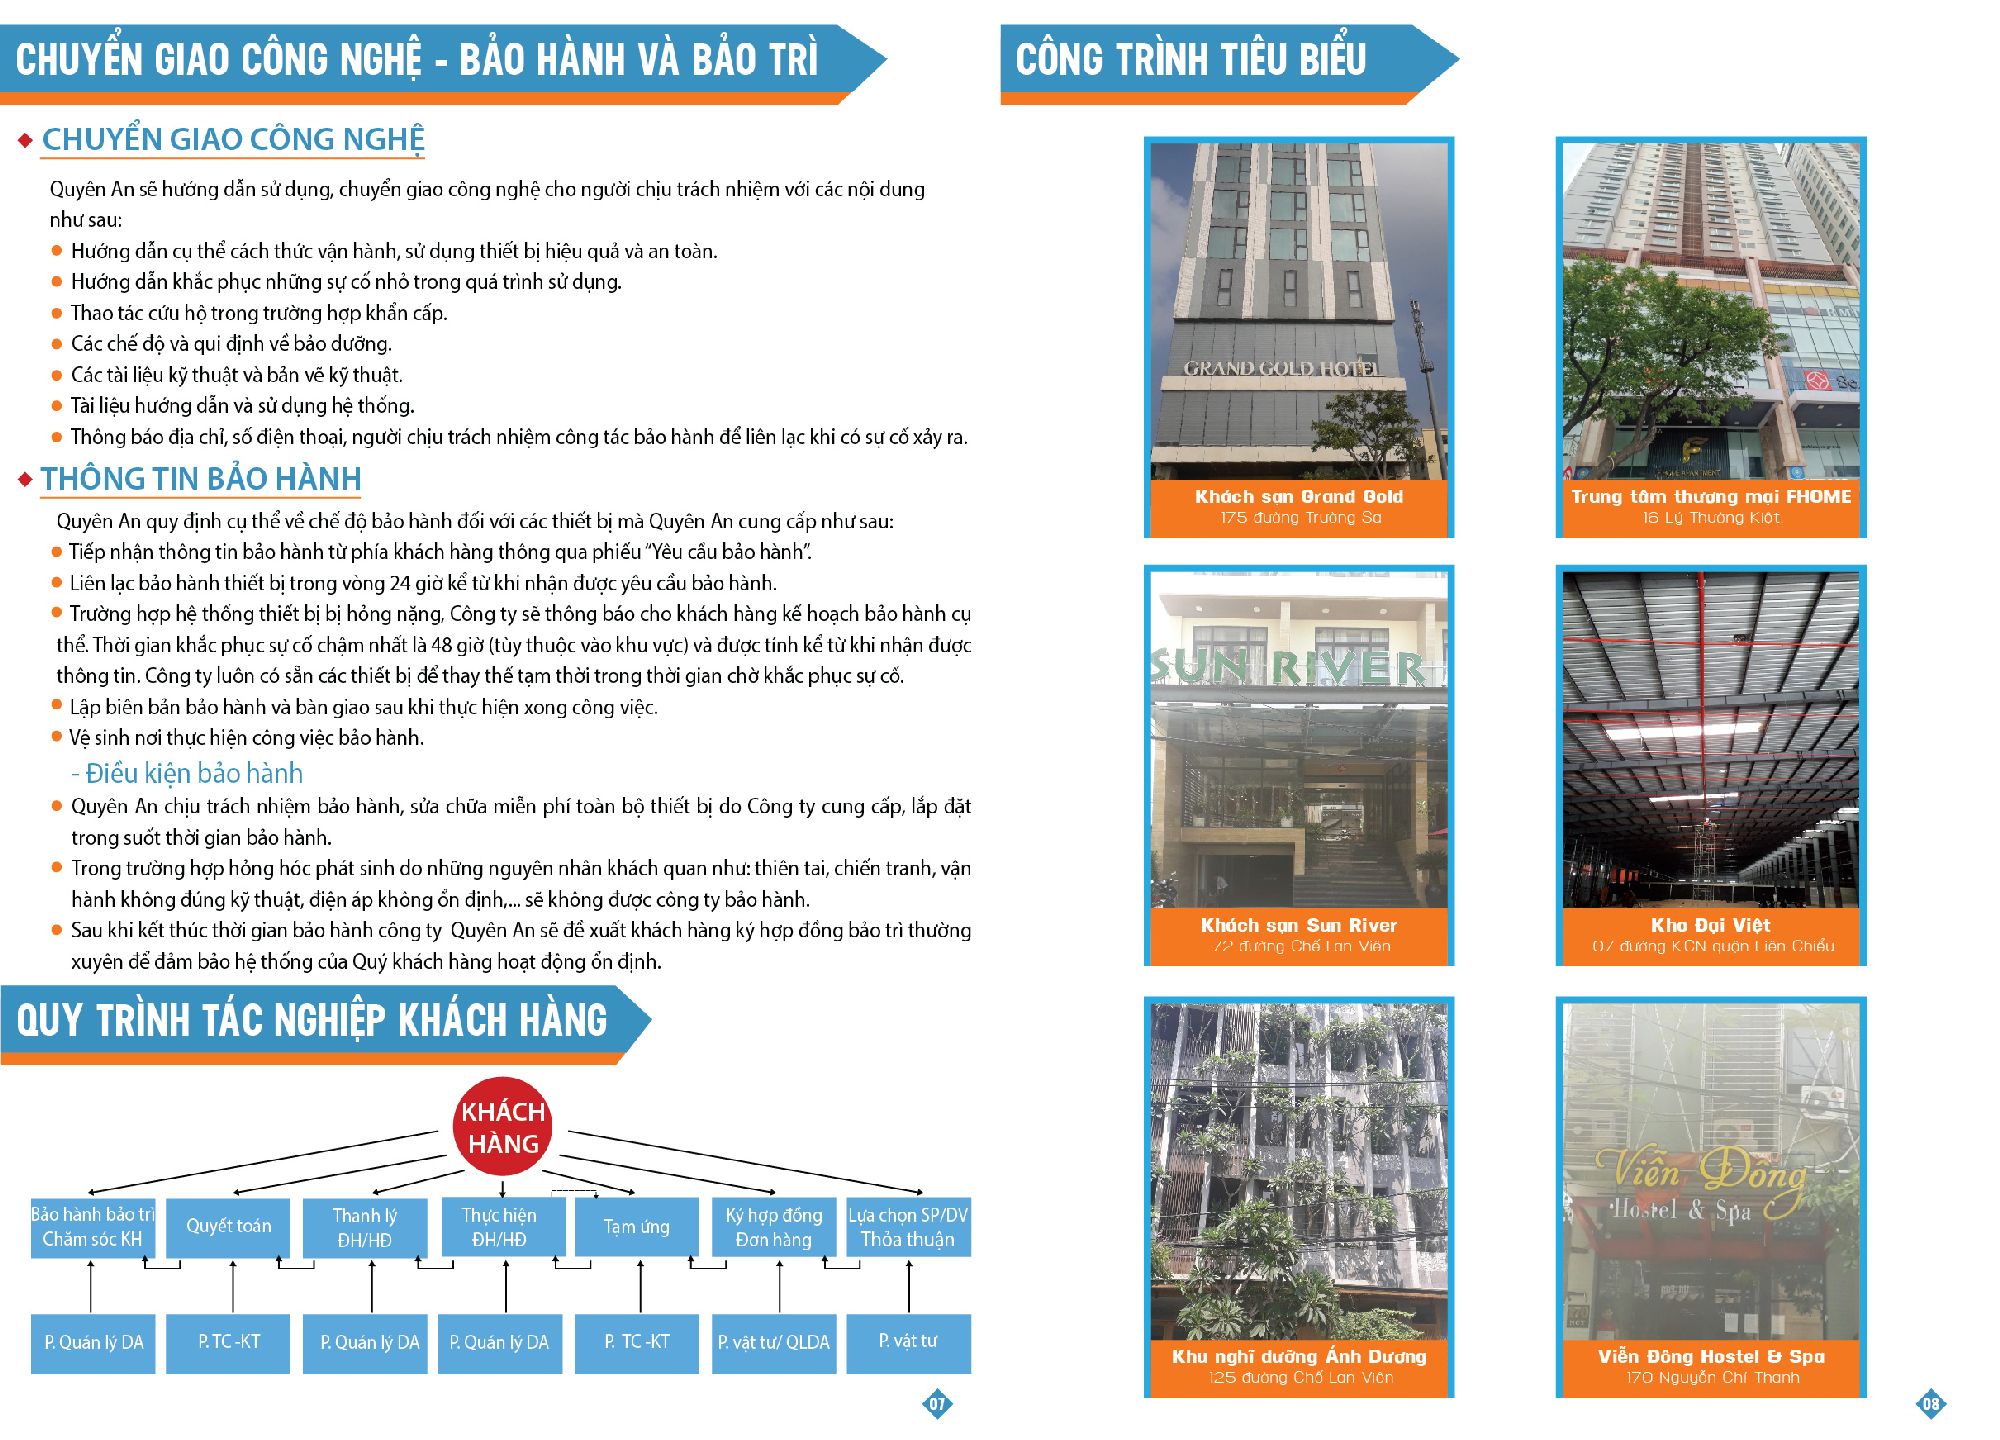 CHUYỂN GIAO CÔNG NGHỆ - BẢO HÀNH VÀ BẢO TRÌ
CHUYỂN GIAO CÔNG NGHỆ
Quyên An sẽ hướng dẫn sử dụng, chuyển giao công nghệ cho người chịu trách nhiệm với các nội dung
như sau:
Hướng dẫn cụ thể cách thức vận hành, sử dụng thiết bị hiệu quả và an toàn.
Hướng dẫn khắc phục những sự cố nhỏ trong quá trình sử dụng.
Thao tác cứu hộ trong trường hợp khẩn cấp.
Các chế độ và qui định về bảo dưỡng.
Các tài liệu kỹ thuật và bản vẽ kỹ thuật.
Tài liệu hướng dẫn và sử dụng hệ thống.
Thông báo địa chỉ, số điện thoại, người chịu trách nhiệm công tác bảo hành để liên lạc khi có sự cố xảy ra.
THÔNG TIN BẢO HÀNH
Quyên An quy định cụ thể về chế độ bảo hành đối với các thiết bị mà Quyên An cung cấp như sau:
Tiếp nhận thông tin bảo hành từ phía khách hàng thông qua phiếu “Yêu cầu bảo hành”.
Liên lạc bảo hành thiết bị trong vòng 24 giờ kể từ khi nhận được yêu cầu bảo hành.
Trường hợp hệ thống thiết bị bị hỏng nặng, Công ty sẽ thông báo cho khách hàng kế hoạch bảo hành cụ
thể. Thời gian khắc phục sự cố chậm nhất là 48 giờ (tùy thuộc vào khu vực) và được tính kể từ khi nhận được
thông tin. Công ty luôn có sẵn các thiết bị để thay thế tạm thời trong thời gian chờ khắc phục sự cố.
Lập biên bản bảo hành và bàn giao sau khi thực hiện xong công việc.
Vệ sinh nơi thực hiện công việc bảo hành.
- Điều kiện bảo hành
Quyên An chịu trách nhiệm bảo hành, sửa chữa miễn phí toàn bộ thiết bị do Công ty cung cấp, lắp đặt
trong suốt thời gian bảo hành.
Trong trường hợp hỏng hóc phát sinh do những nguyên nhân khách quan như: thiên tai, chiến tranh, vận
hành không đúng kỹ thuật, điện áp không ổn định,... sẽ không được công ty bảo hành.
Sau khi kết thúc thời gian bảo hành công ty Quyên An sẽ đề xuất khách hàng ký hợp đồng bảo trì thường
xuyên để đảm bảo hệ thống của Quý khách hàng hoạt động ổn định.
QUY TRÌNH TÁC NGHIỆP KHÁCH HÀNG
KHÁCH
HÀNG
Bảo hành bảo trì
Chăm sóc KH
Quyết toán
Thanh lý
ĐH/HĐ
Thực hiện
ĐH/HĐ
Tạm ứng
Ký hợp đồng
Đơn hàng
Lựa chọn SP/DV
Thỏa thuận
P. Quản lý DA
P. TC -KT
P. Quản lý DA
P. Quản lý DA
P. TC -KT
P. vật tư/ QLDA
P. vật tư
07
CÔNG TRÌNH TIÊU BIỂU
GRAND GOLD HOTEL
Khách sạn Grand Gold
175 đường Trường Sa
Trung tâm thương mại FHOME
16 Lý Thường Kiệt.
SUN RIVER
Khách sạn Sun River
72 đường Chế Lan Viên
Kho Đại Việt
07 đường KCN quận Liên Chiểu
Khu nghĩ dưỡng Ánh Dương
125 đường Chế Lan Viên
Viễn Đông
Hostel & Spa
Viễn Đông Hostel & Spa
170 Nguyễn Chí Thanh
08